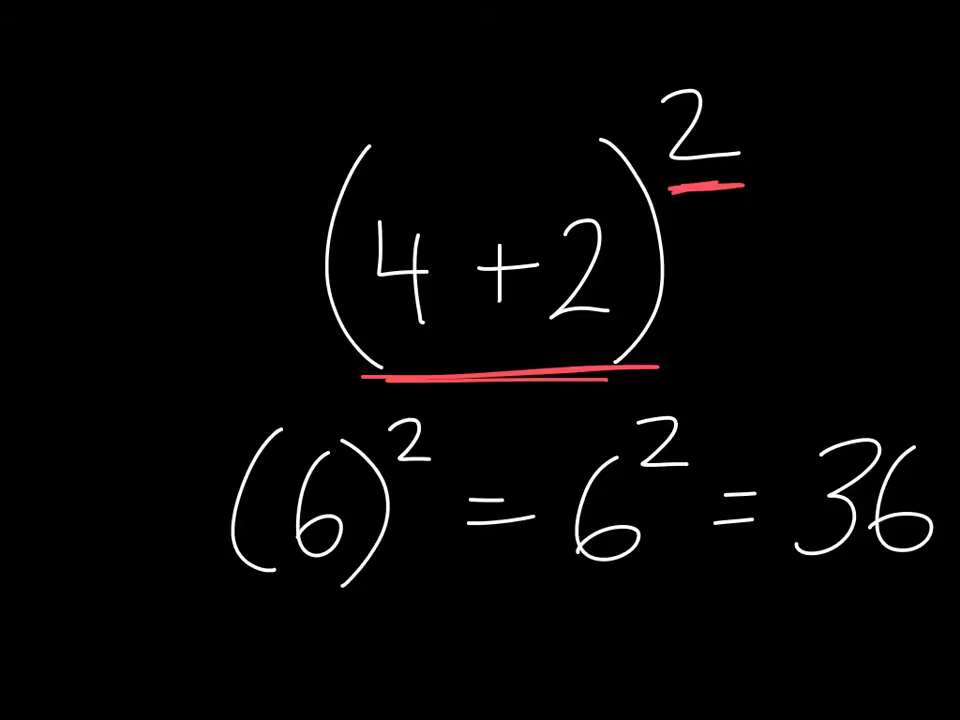 (4 + 2)²
(6)² = 6² = 36